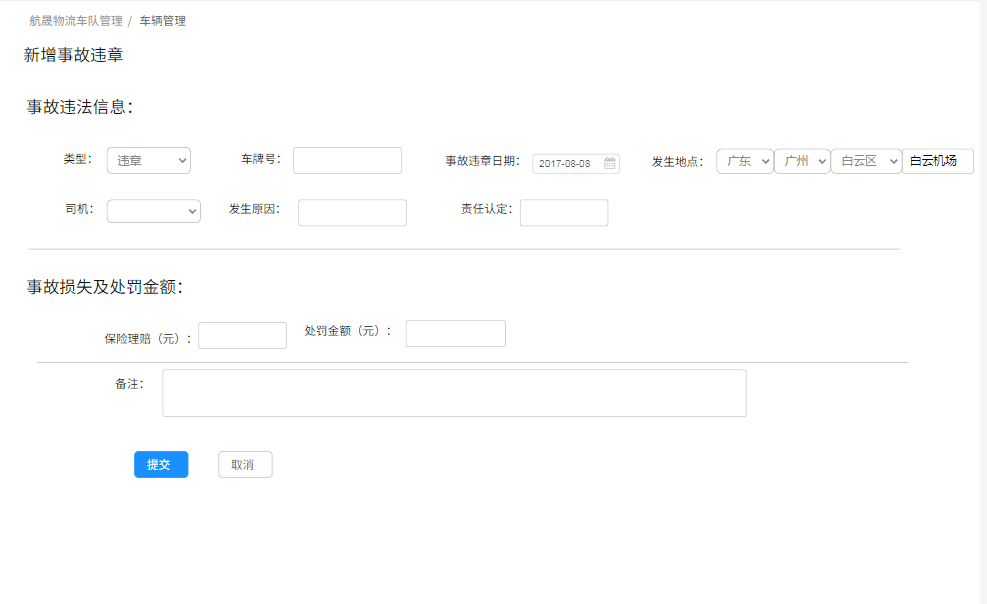 航晟物流车队管理 / 车辆管理
新增事故违章
事故违法信息：
类型： 违章 车牌号： 事故违章日期： 2017-08-08 发生地点： 广东 广州 白云区 白云机场
司机： 发生原因： 责任认定：
事故损失及处罚金额：
保险理赔（元）： 处罚金额（元）：
备注：
提交 取消